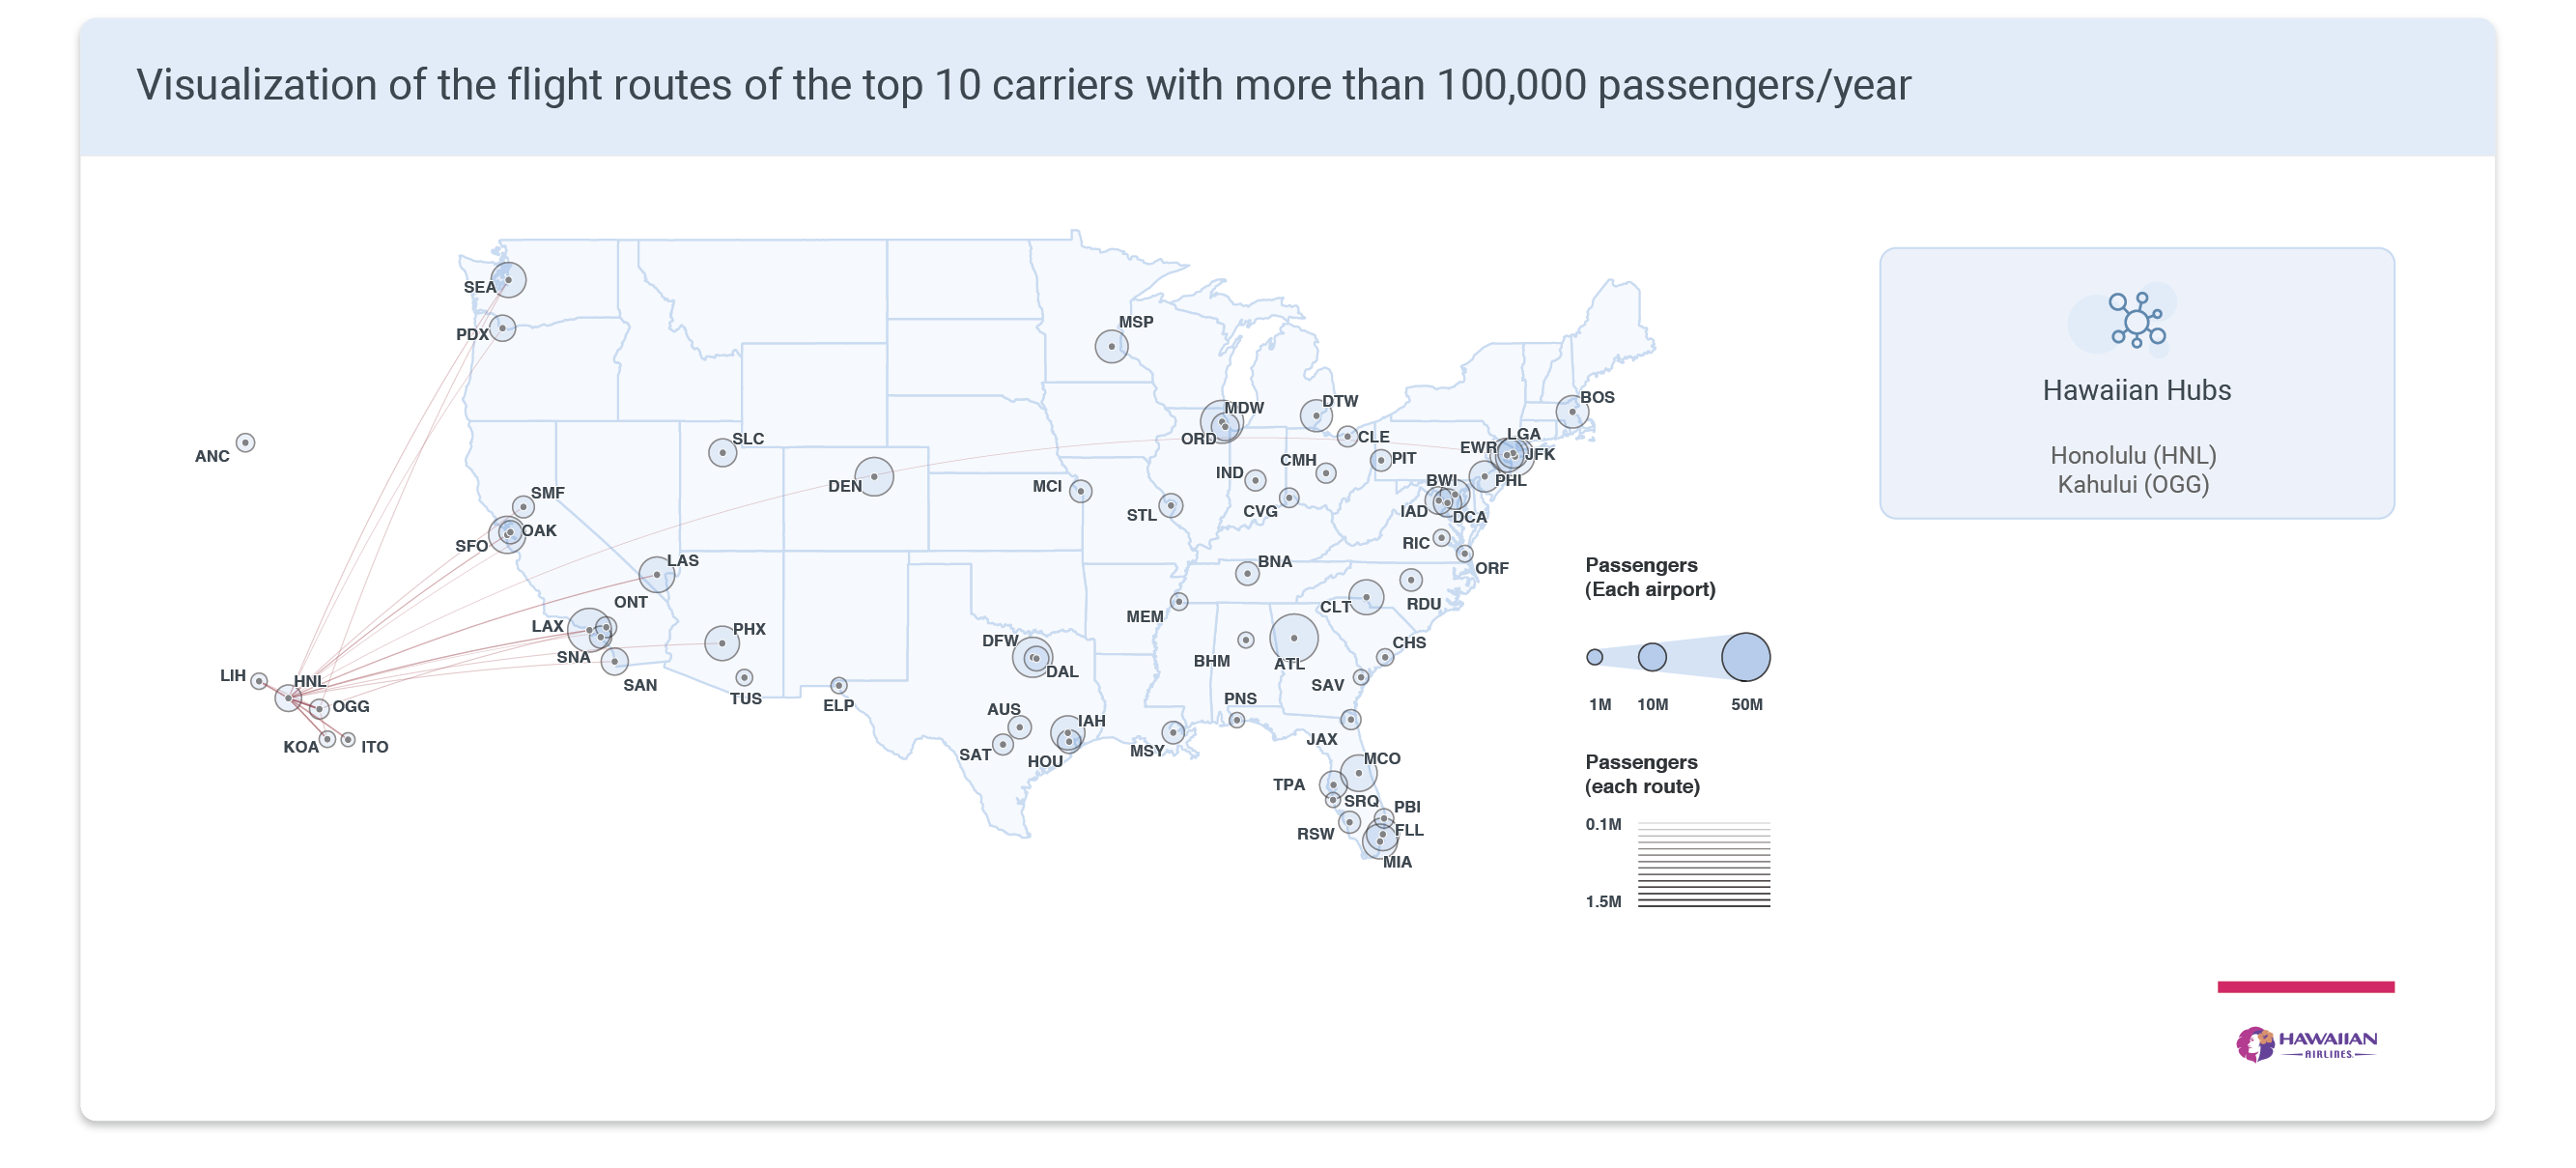 Visualization of the flight routes of the top 10 carriers with more than 100,000 passengers/year
SEA
PDX
MSP
BOS
MDW
DTW
ORD
CLE
LGA
EWR
JFK
SLC
ANC
DEN
CMH
PIT
IND
BWI
PHL
MCI
SMF
STL
CVG
IAD
DCA
OAK
SFO
RIC
LAS
BNA
ORF
ONT
MEM
CLT
RDU
LAX
PHX
DFW
CHS
SNA
BHM
ATL
DAL
LIH
HNL
SAN
SAV
TUS
ELP
PNS
OGG
AUS
IAH
JAX
KOA
ITO
SAT
HOU
MSY
MCO
TPA
SRQ
PBI
RSW
FLL
MIA
Hawaiian Hubs
Honolulu (HNL)
Kahului (OGG)
Passengers
(Each airport)
1M 10M 50M
Passengers
(each route)
0.1M
1.5M
HAWAIIAN
AIRLINES.